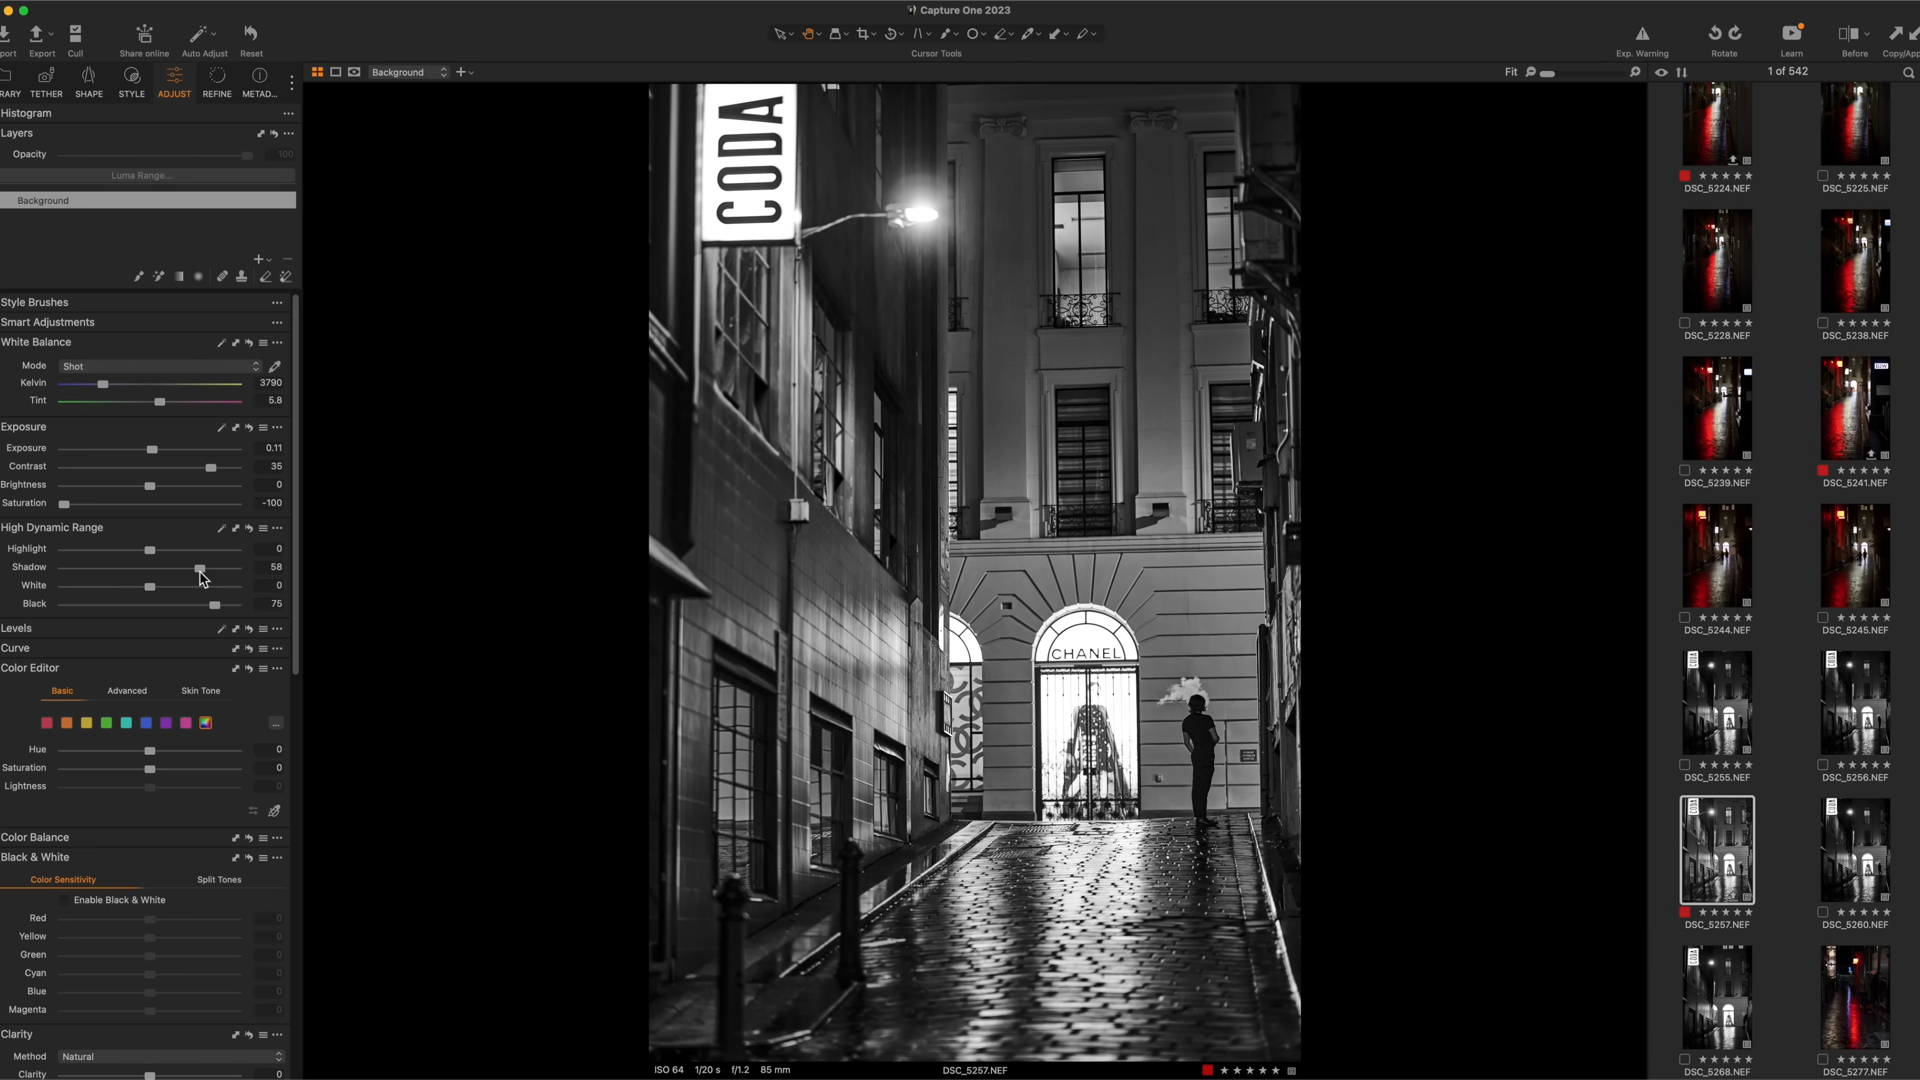 Capture One 2023
port
Export
Cull
Share online
Auto Adjust
Reset
Cursor Tools
Exp. Warning
Rotate
Learn
Before
Copy/App
RARY
TETHER
SHAPE
STYLE
ADJUST
REFINE
METAD...
Background
Fit
1 of 542
Histogram
Layers
Opacity 100
Luma Range...
Background
Style Brushes
Smart Adjustments
White Balance
Mode Shot
Kelvin 3790
Tint 5.8
Exposure
Exposure 0.11
Contrast 35
Brightness 0
Saturation -100
High Dynamic Range
Highlight 0
Shadow 58
White 0
Black 75
Levels
Curve
Color Editor
Basic Advanced Skin Tone
Hue 0
Saturation 0
Lightness 0
Color Balance
Black & White
Color Sensitivity Split Tones
Enable Black & White
Red 0
Yellow 0
Green 0
Cyan 0
Blue 0
Magenta 0
Clarity
Method Natural
Clarity 0
CODA
CHANEL
ISO 64 1/20 s f/1.2 85 mm
DSC_5257.NEF
DSC_5224.NEF DSC_5225.NEF
DSC_5228.NEF DSC_5238.NEF
DSC_5239.NEF DSC_5241.NEF
DSC_5244.NEF DSC_5245.NEF
DSC_5255.NEF DSC_5256.NEF
DSC_5257.NEF DSC_5260.NEF
DSC_5268.NEF DSC_5277.NEF